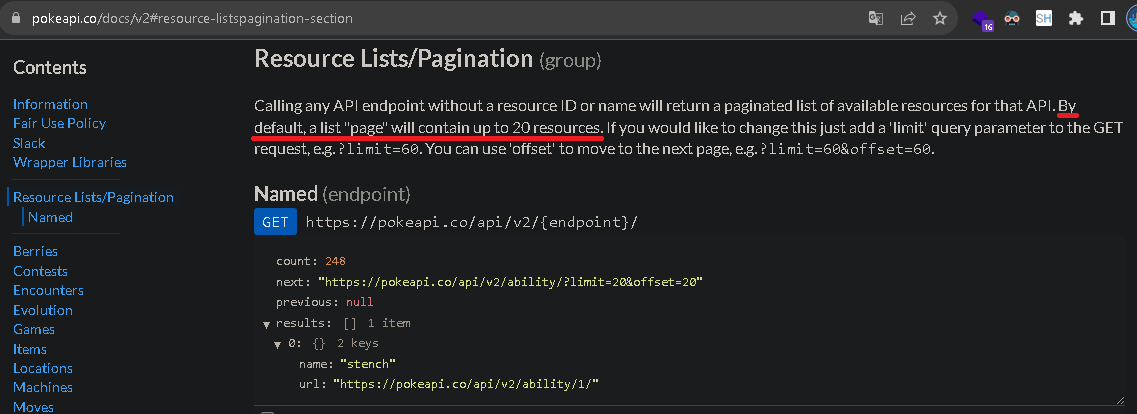 pokeapi.co/docs/v2#resource-listspagination-section
16
SH
Contents
Information
Fair Use Policy
Slack
Wrapper Libraries
Resource Lists/Pagination
Named
Berries
Contests
Encounters
Evolution
Games
Items
Locations
Machines
Moves
Resource Lists/Pagination (group)
Calling any API endpoint without a resource ID or name will return a paginated list of available resources for that API. By
default, a list "page" will contain up to 20 resources. If you would like to change this just add a 'limit' query parameter to the GET
request, e.g. ?limit=60. You can use 'offset' to move to the next page, e.g. ?limit=60&offset=60.
Named (endpoint)
GET https://pokeapi.co/api/v2/{endpoint}/
count: 248
next: "https://pokeapi.co/api/v2/ability/?limit=20&offset=20"
previous: null
▼ results: [] 1 item
▼ 0: {} 2 keys
name: "stench"
url: "https://pokeapi.co/api/v2/ability/1/"